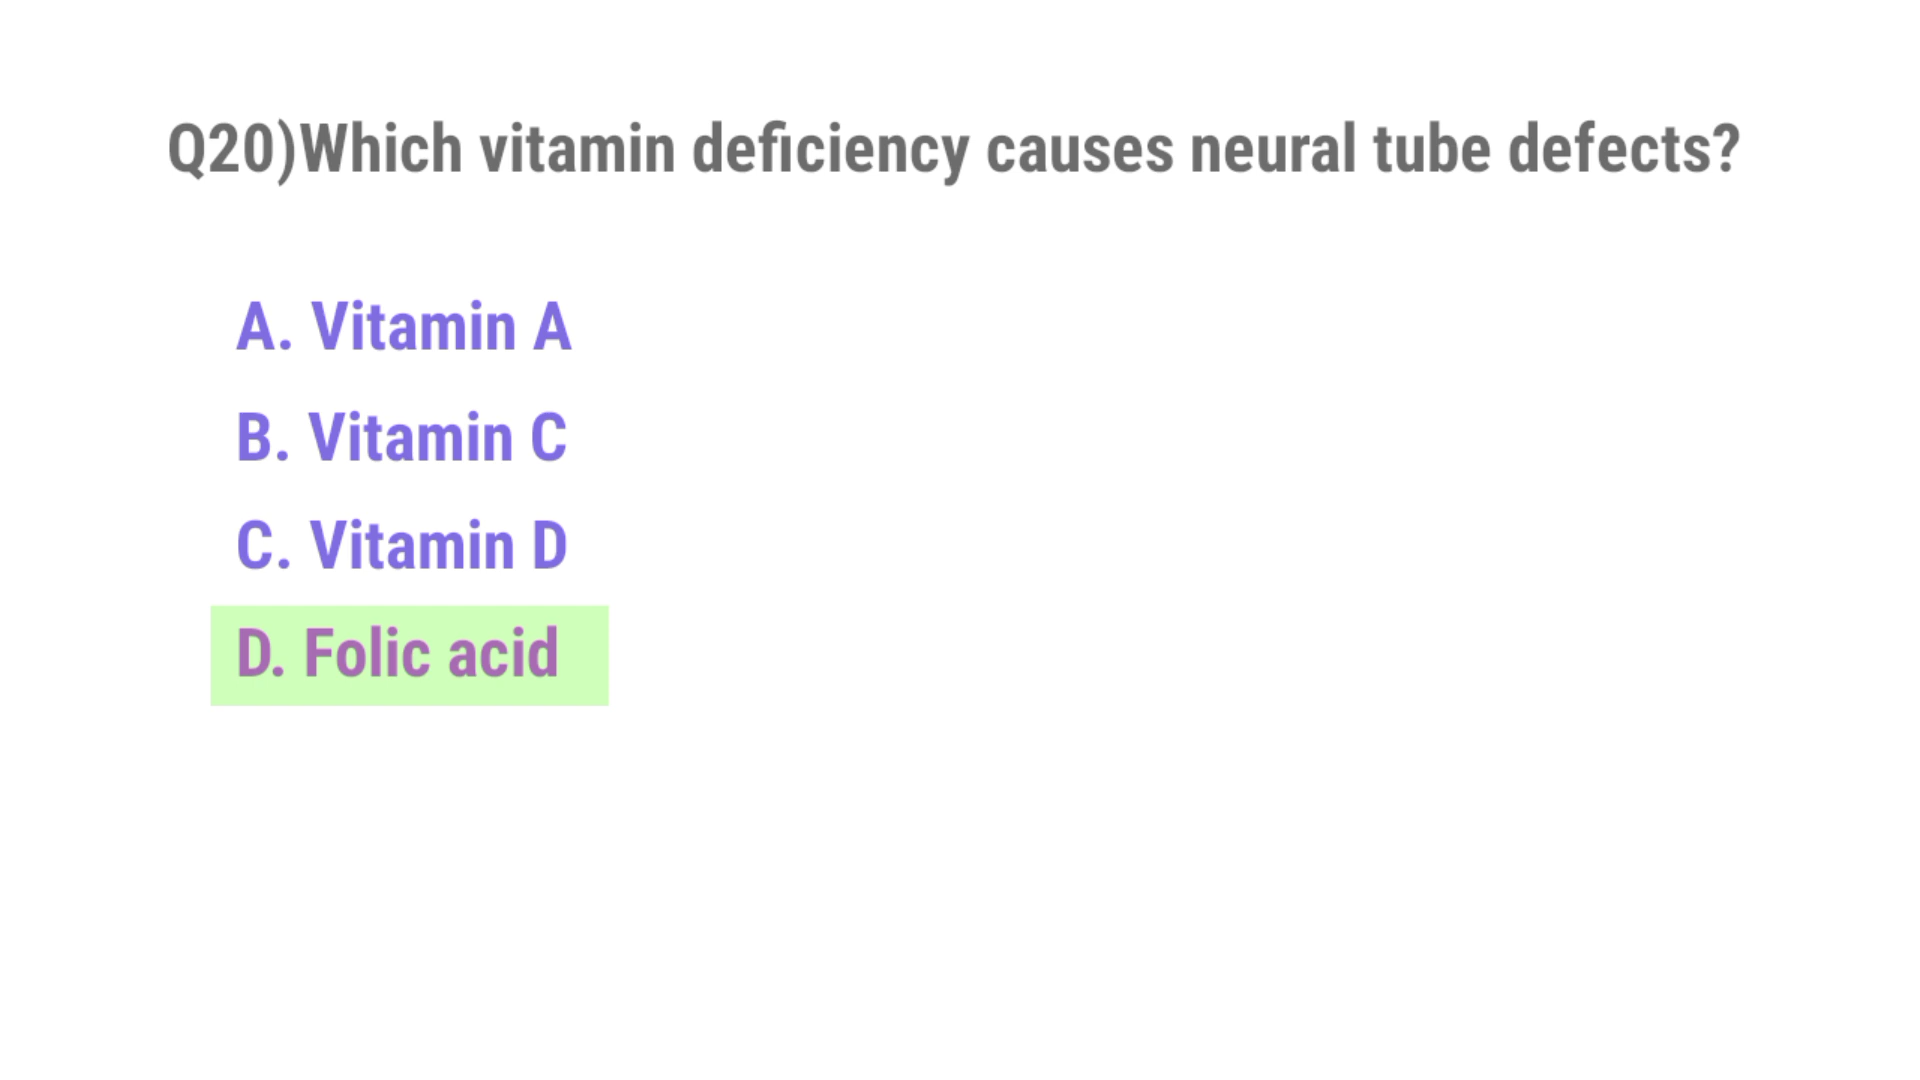 Q20)Which vitamin deficiency causes neural tube defects?
A. Vitamin A
B. Vitamin C
C. Vitamin D
D. Folic acid